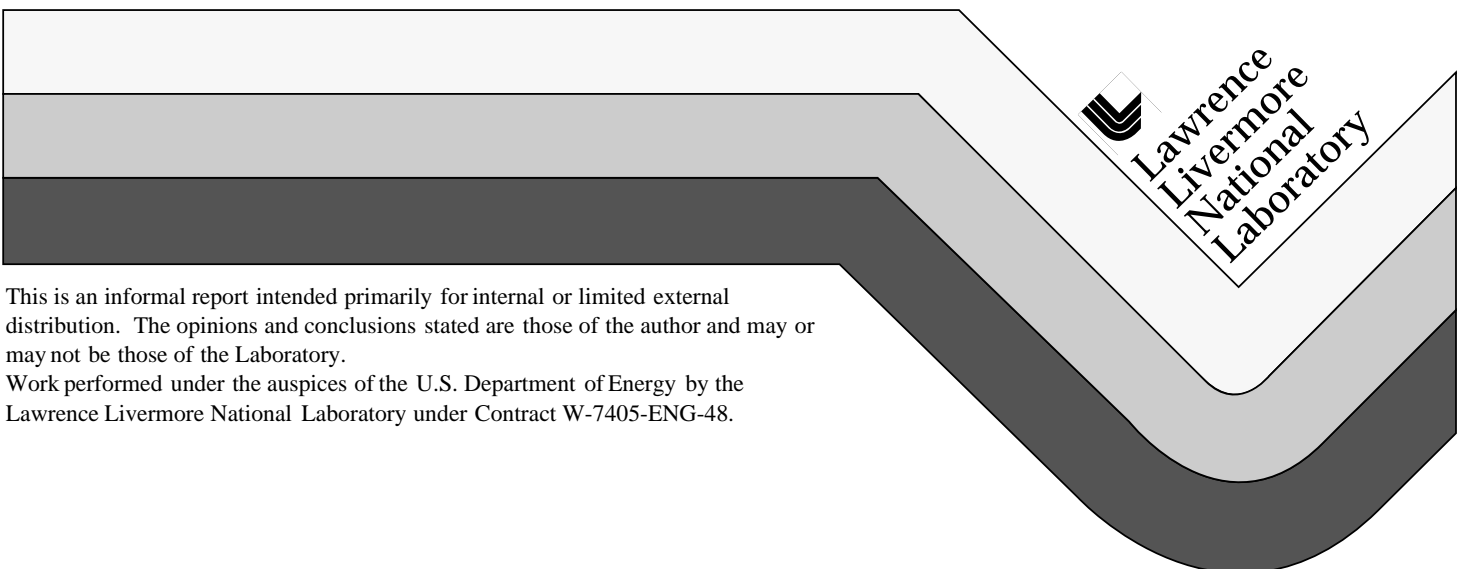 Lawrence
Livermore
National
Laboratory
This is an informal report intended primarily for internal or limited external
distribution.  The opinions and conclusions stated are those of the author and may or
may not be those of the Laboratory.
Work performed under the auspices of the U.S. Department of Energy by the
Lawrence Livermore National Laboratory under Contract W-7405-ENG-48.